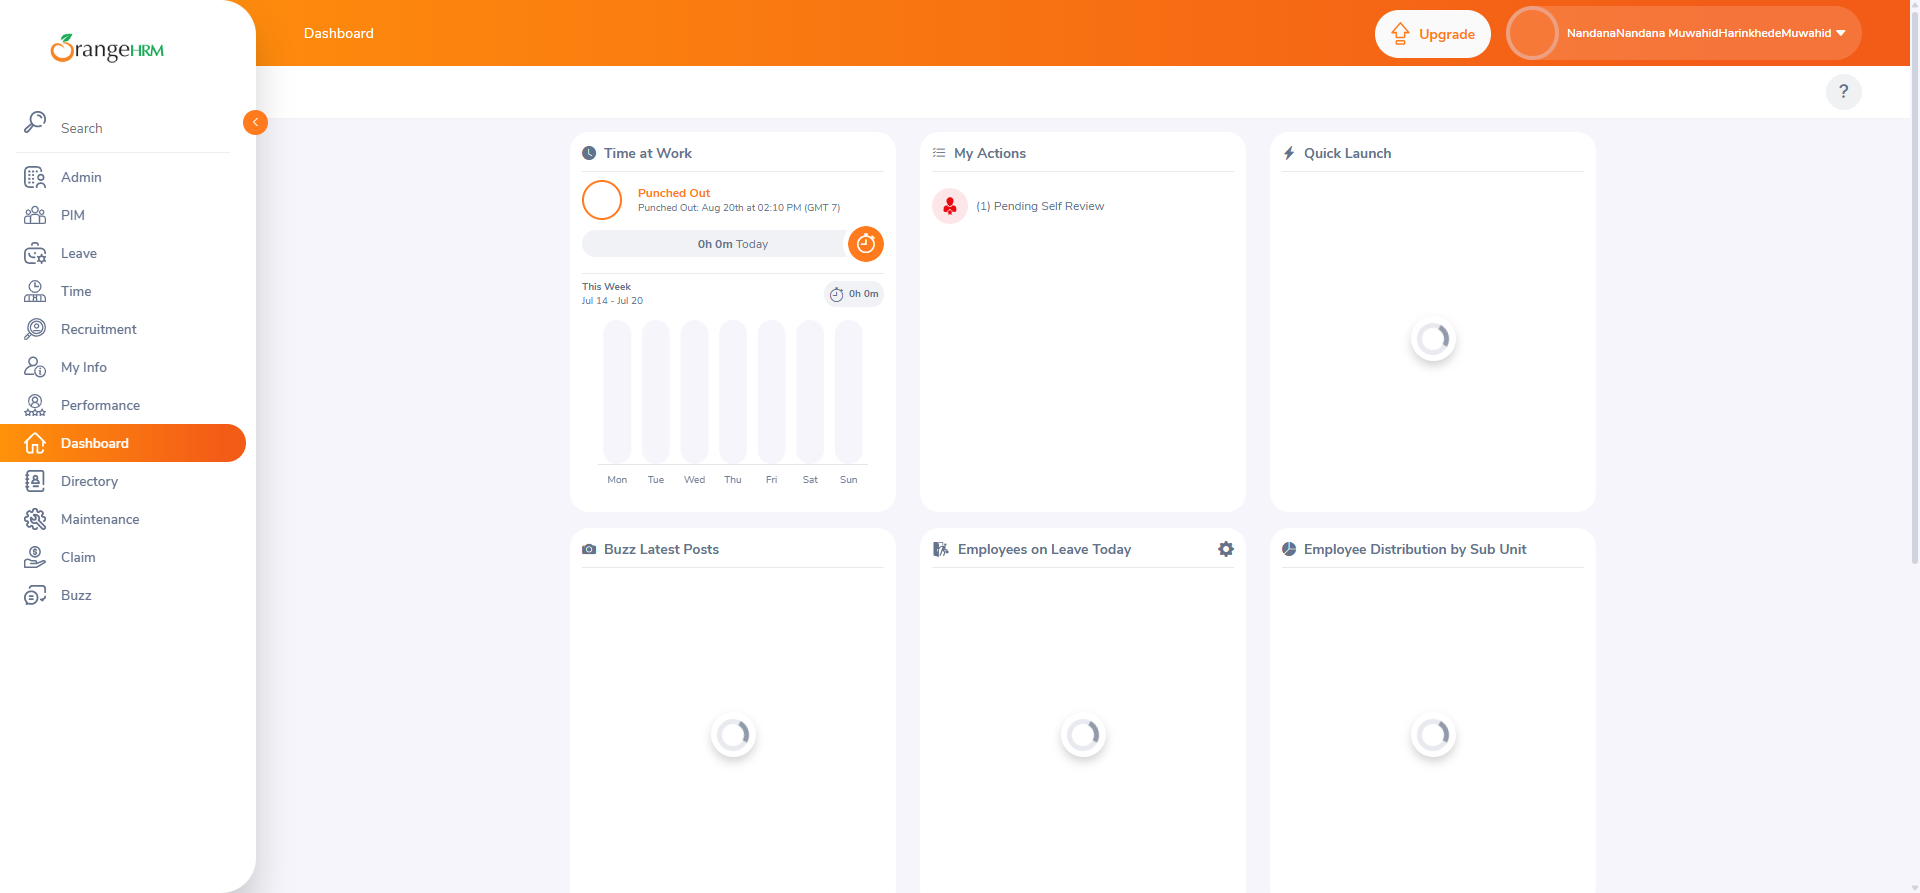 OrangeHRM
Dashboard
Upgrade
NandanaNandana MuwahidHarinkhedeMuwahid
?
Search
Admin
PIM
Leave
Time
Recruitment
My Info
Performance
Dashboard
Directory
Maintenance
Claim
Buzz
Time at Work
Punched Out
Punched Out: Aug 20th at 02:10 PM (GMT 7)
0h 0m Today
This Week
Jul 14 - Jul 20
0h 0m
Mon Tue Wed Thu Fri Sat Sun
My Actions
(1) Pending Self Review
Quick Launch
Buzz Latest Posts
Employees on Leave Today
Employee Distribution by Sub Unit